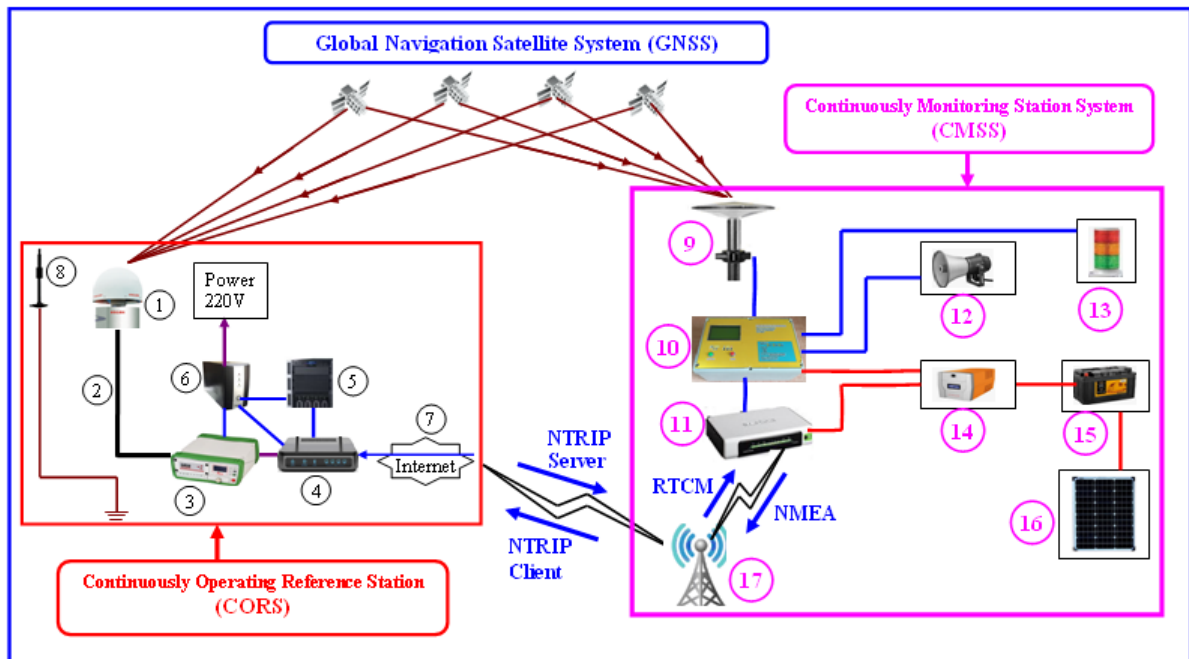 Global Navigation Satellite System (GNSS)
Continuously Monitoring Station System
(CMSS)
8
1
Power
220V
2
6
5
7
Internet
3
4
NTRIP
Server
NTRIP
Client
RTCM
NMEA
9
10
11
12
13
14
15
16
17
Continuously Operating Reference Station
(CORS)